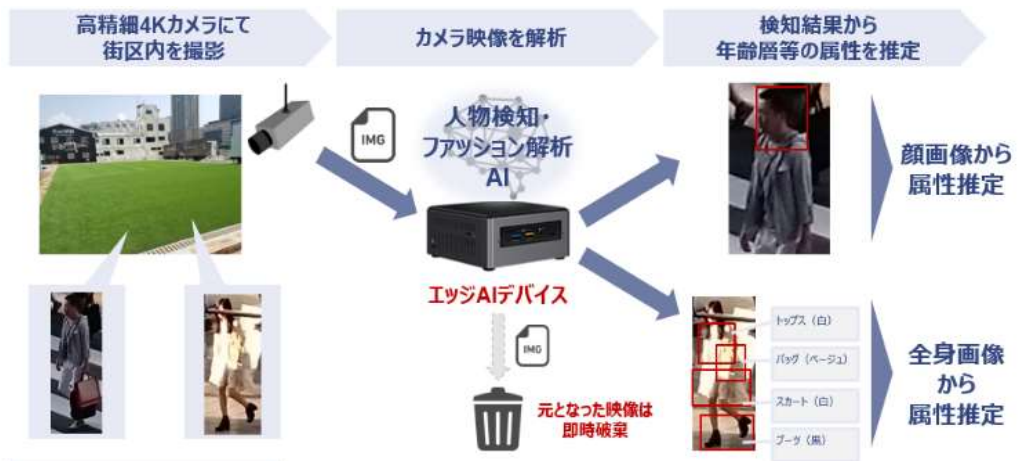 高精細4Kカメラにて
街区内を撮影
カメラ映像を解析
検知結果から
年齢層等の属性を推定
IMG
人物検知・
ファッション解析
AI
顔画像から
属性推定
エッジAIデバイス
IMG
元となった映像は
即時破棄
トップス（白）
バッグ（ベージュ）
スカート（白）
ブーツ（黒）
全身画像
から
属性推定